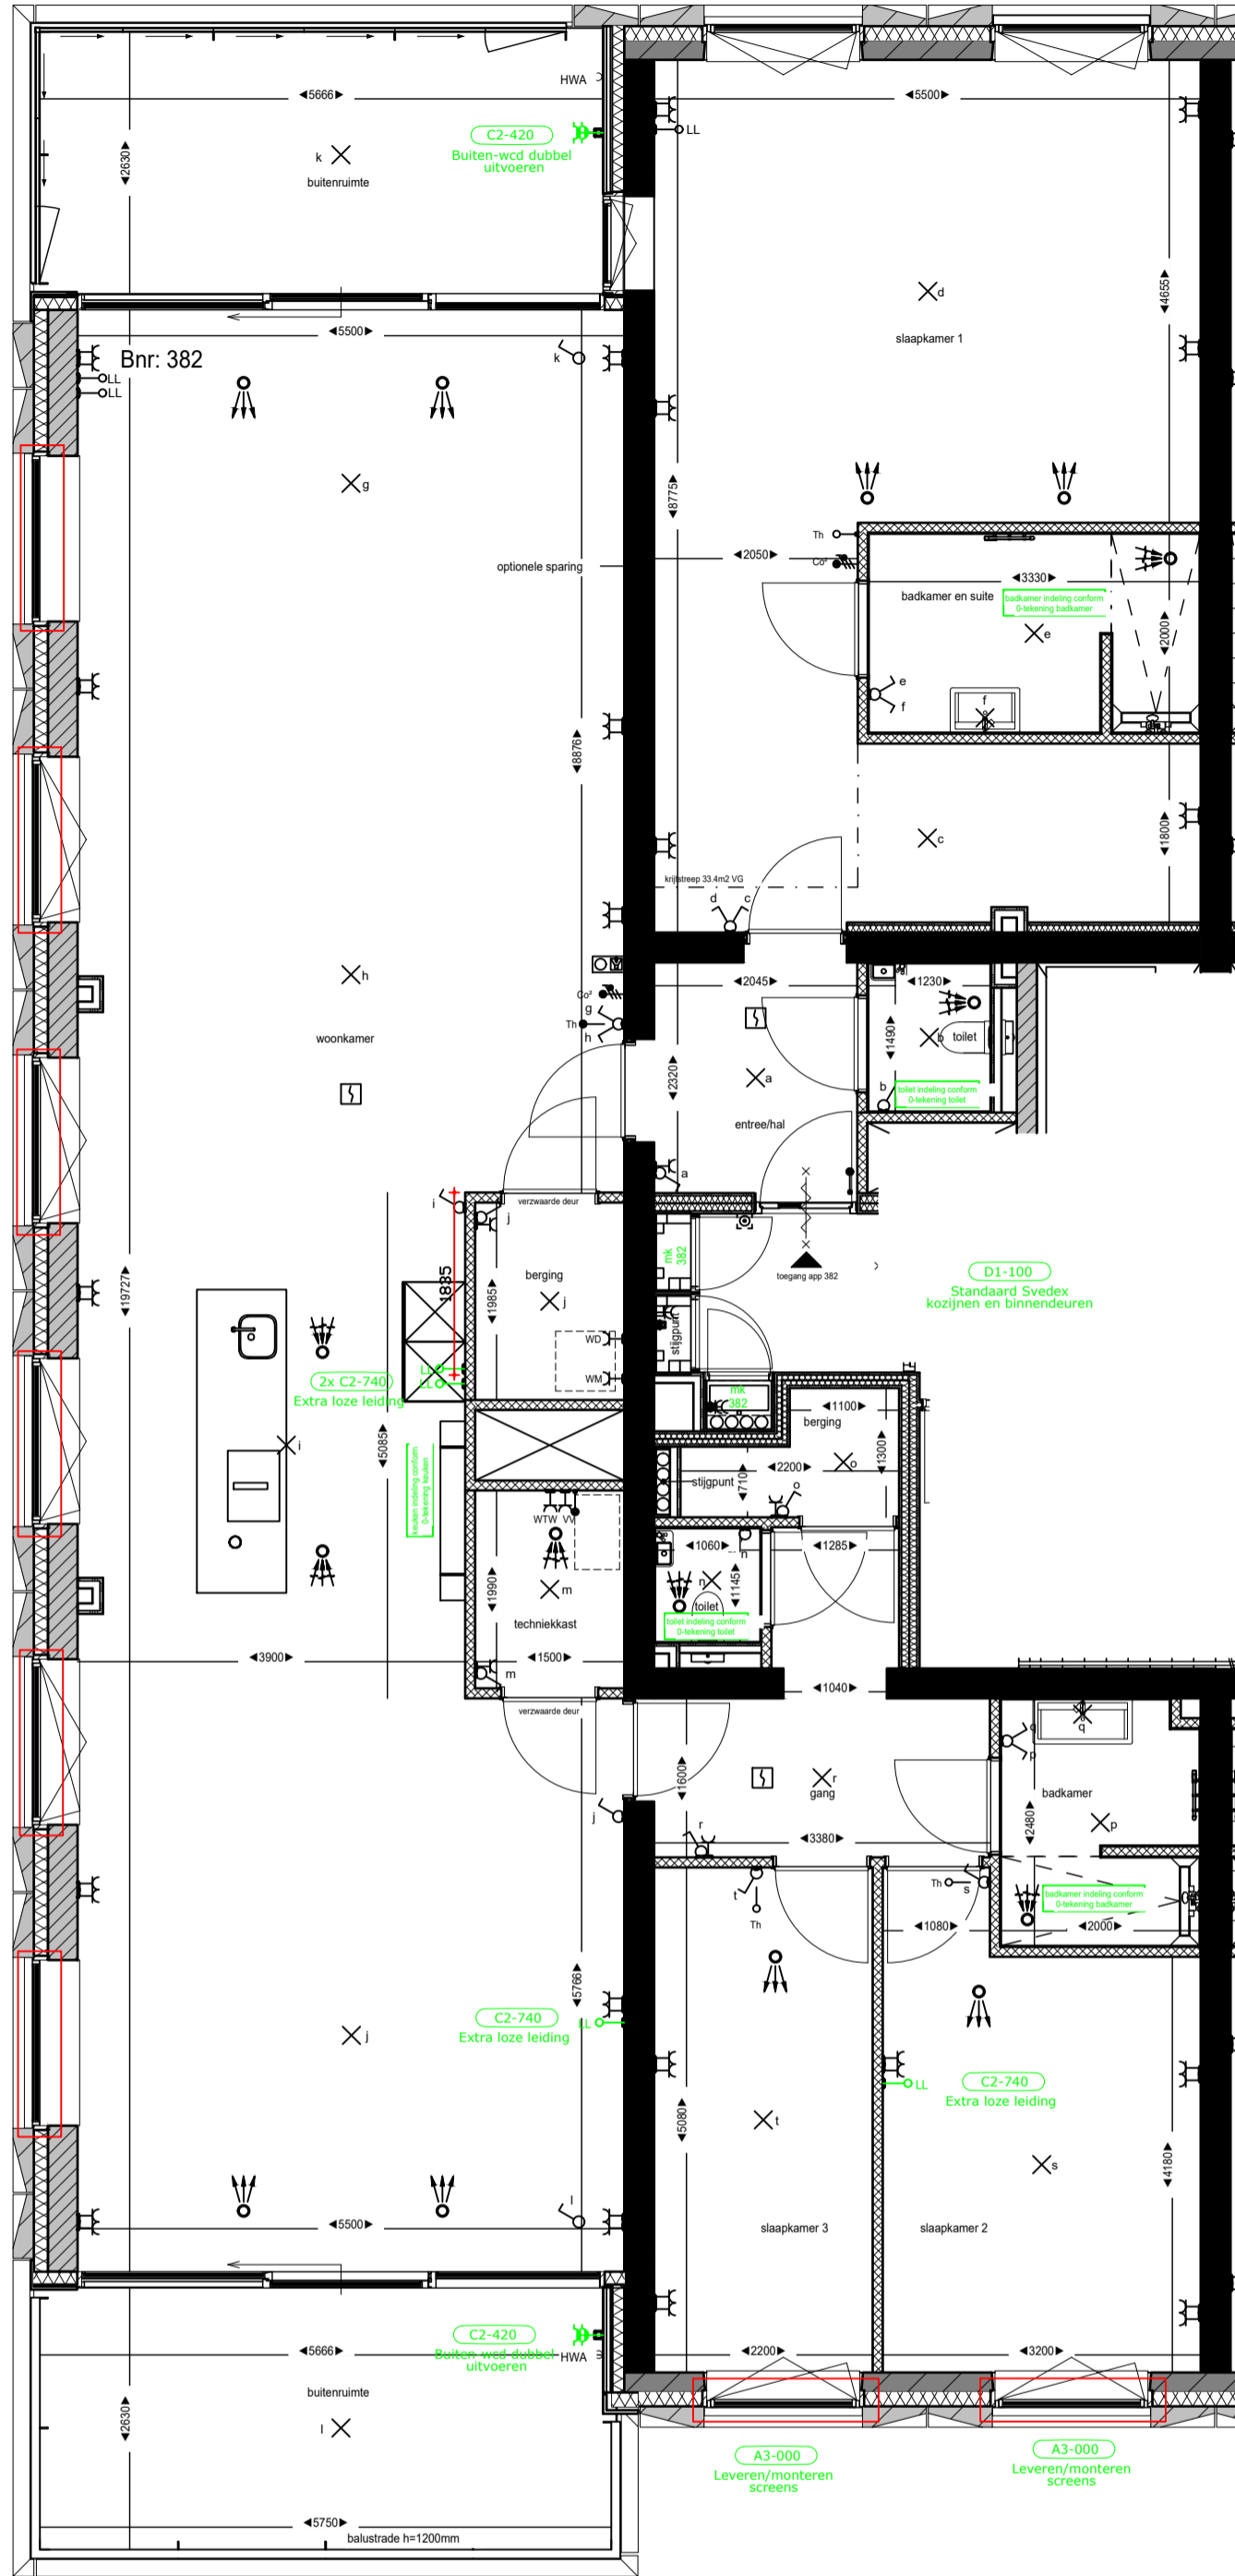 HWA
5666
5500
C2-420
Buiten-wcd dubbel
uitvoeren
LL
2630
k
buitenruimte
d
4655
slaapkamer 1
5500
Bnr: 382
k
LL
LL
g
8775
optionele sparing
Th
Co²
2050
3330
badkamer en suite
badkamer indeling conform
0-tekening badkamer
2000
e
e
f
f
8876
1800
c
krijtstreep 33.4m2 VG
d
c
h
Co²
g
Th
h
2045
1230
1490
b
toilet
woonkamer
2320
a
b
toilet indeling conform
0-tekening toilet
entree/hal
a
i
verzwaarde deur
j
mk
382
berging
1835
1985
j
toegang app 382
D1-100
Standaard Svedex
kozijnen en binnendeuren
19727
stijgpunt
WD
WM
LL
LL
2x C2-740
Extra loze leiding
mk
382
1100
berging
i
5085
keuken indeling conform
0-tekening keuken
o
1300
2200
stijgpunt
710
o
WTW
VV
1060
n
1285
m
1990
n
1145
toilet
toilet indeling conform
0-tekening toilet
techniekkast
3900
1500
m
1040
verzwaarde deur
q
q
p
1600
r
gang
badkamer
2480
p
j
r
3380
t
Th
Th
s
badkamer indeling conform
0-tekening badkamer
1080
2000
5766
C2-740
Extra loze leiding
LL
j
C2-740
Extra loze leiding
LL
5080
t
s
4180
l
5500
slaapkamer 3
slaapkamer 2
C2-420
Buiten-wcd dubbel
uitvoeren
HWA
5666
2200
3200
buitenruimte
l
2630
A3-000
Leveren/monteren
screens
A3-000
Leveren/monteren
screens
5750
balustrade h=1200mm